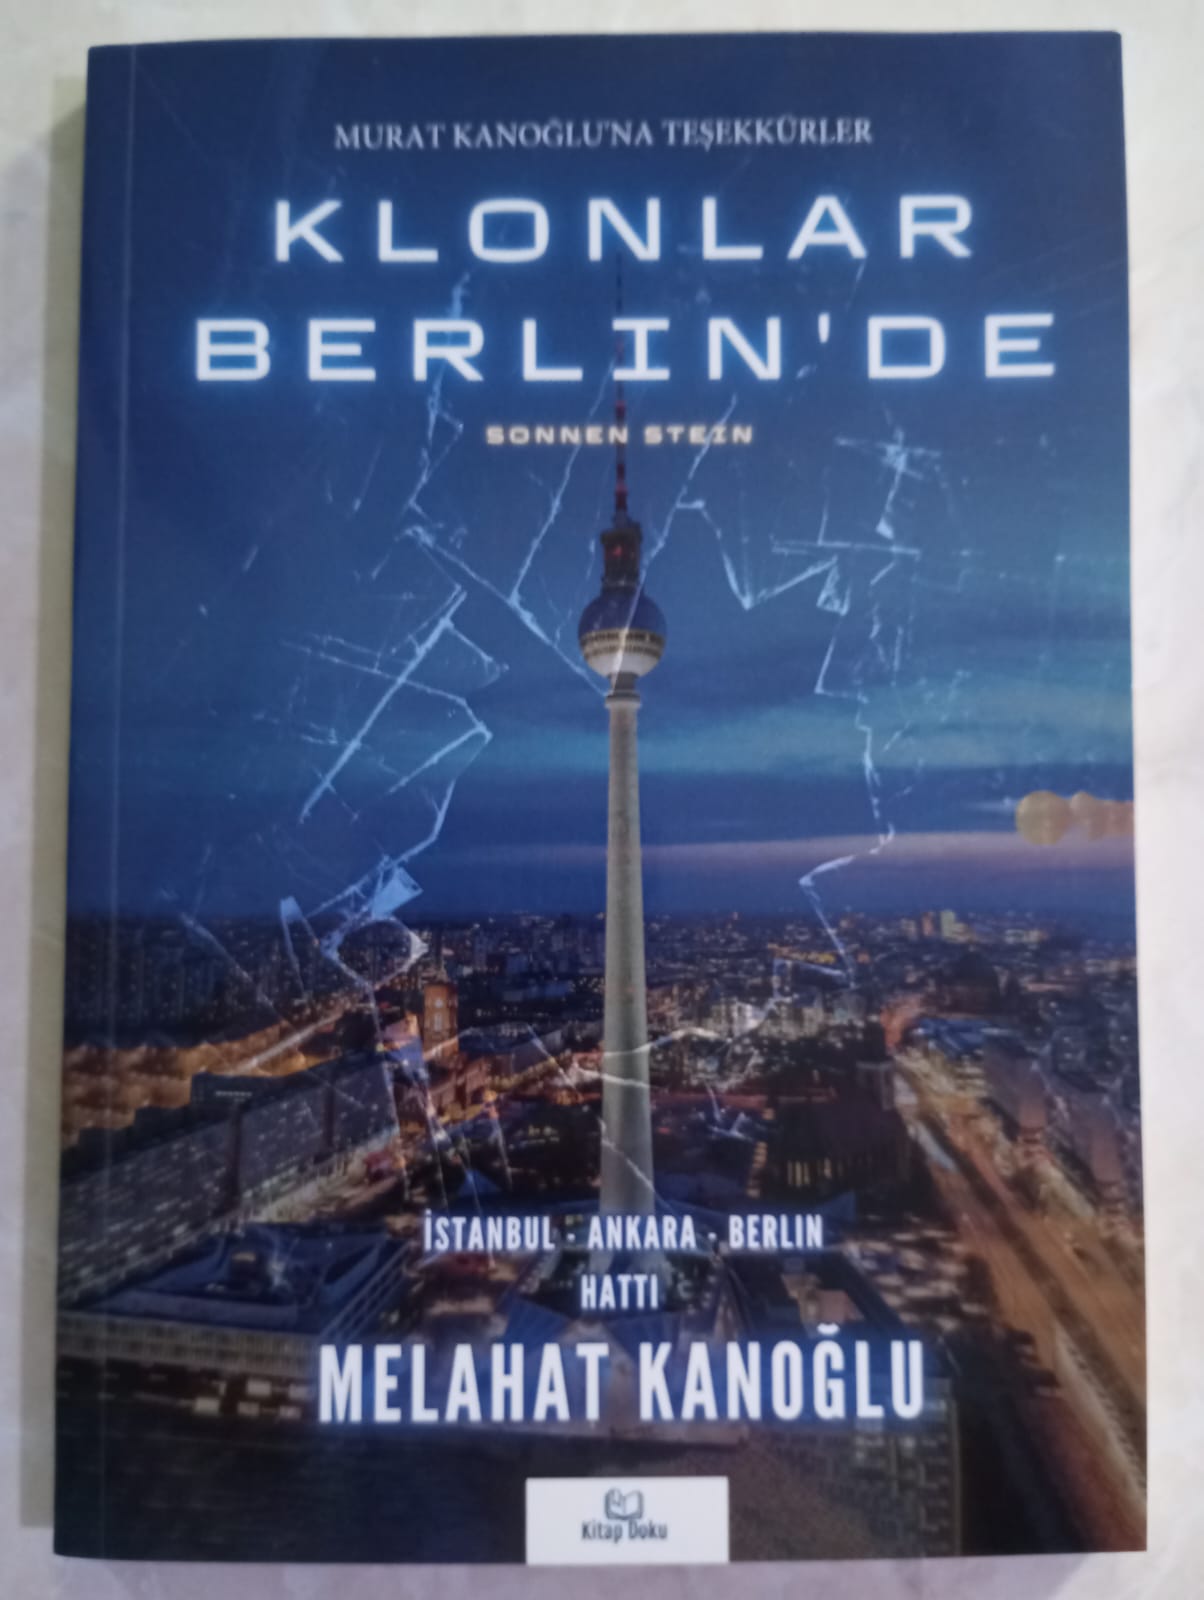 MURAT KANOĞLU'NA TEŞEKKÜRLER
KLONLAR
BERLIN'DE
SONNEN STEIN
İSTANBUL - ANKARA - BERLIN
HATTI
MELAHAT KANOĞLU
Kitap Doku